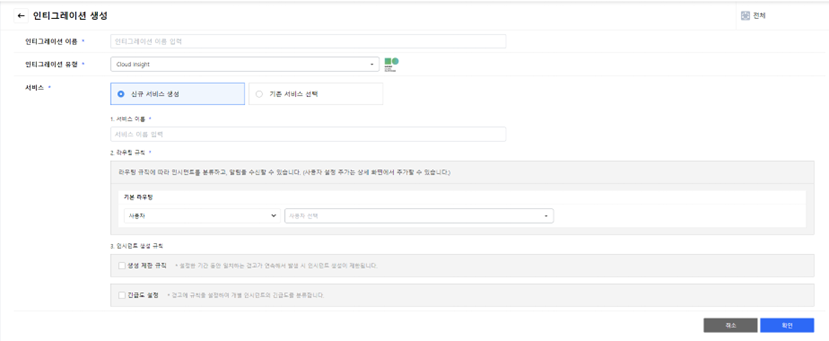 ← 인티그레이션 생성
전체
인티그레이션 이름 *
인티그레이션 이름 입력
인티그레이션 유형 *
Cloud Insight
서비스 *
신규 서비스 생성
기존 서비스 선택
1. 서비스 이름 *
서비스 이름 입력
2. 라우팅 규칙 *
라우팅 규칙에 따라 인시던트를 분류하고, 알림을 수신할 수 있습니다. (사용자 설정 추가는 상세 화면에서 추가할 수 있습니다.)
기본 라우팅
사용자
사용자 선택
3. 인시던트 생성 규칙
생성 제한 규칙
* 설정한 기간 동안 일치하는 경고가 연속해서 발생 시 인시던트 생성이 제한됩니다.
긴급도 설정
* 경고에 규칙을 설정하여 개별 인시던트의 긴급도를 분류합니다.
취소
확인